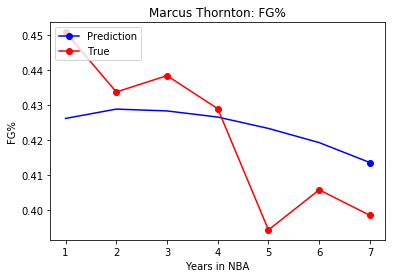 Marcus Thornton: FG%
Prediction
True
0.45
0.44
0.43
0.42
0.41
0.40
FG%
1 2 3 4 5 6 7
Years in NBA